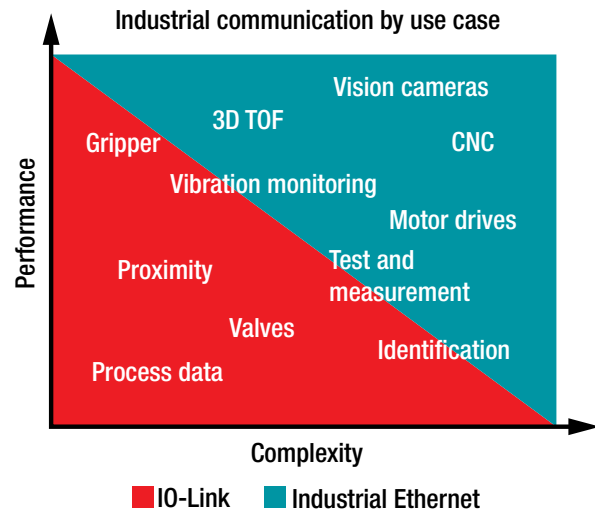 Industrial communication by use case
Performance
Vision cameras
3D TOF
Gripper
CNC
Vibration monitoring
Motor drives
Proximity
Test and
measurement
Valves
Identification
Process data
Complexity
IO-Link
Industrial Ethernet